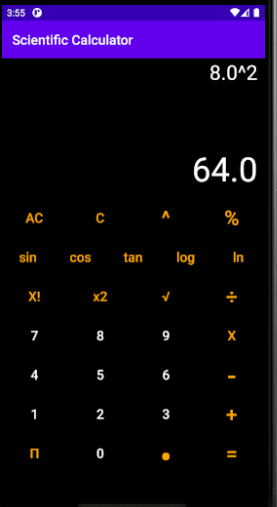 3:55
Scientific Calculator
8.0^2
64.0
AC C ^ %
sin cos tan log ln
X! x2 √ ÷
7 8 9 X
4 5 6 -
1 2 3 +
Π 0 . =